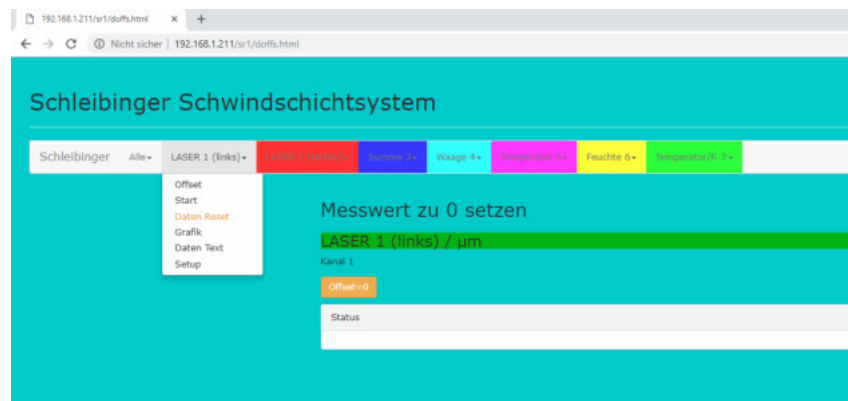 192.168.1.211/sr1/doffs.html × +
Nicht sicher | 192.168.1.211/sr1/doffs.html
Schleibinger Schwindschichtsystem
Schleibinger Alle LASER 1 (links) LASER 2 (rechts) Summe 3 Waage 4 Temperatur 5 Feuchte 6 Temperatur/F. 7
Offset
Start
Daten Reset
Grafik
Daten Text
Setup
Messwert zu 0 setzen
LASER 1 (links) / µm
Kanal 1
Offset=0
Status